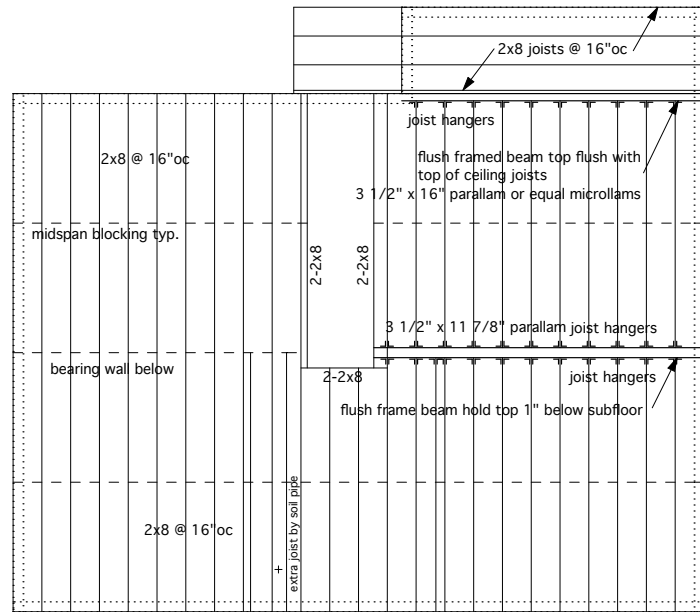 2x8 joists @ 16"oc
joist hangers
2x8 @ 16"oc
flush framed beam top flush with
top of ceiling joists
3 1/2" x 16" parallam or equal microllams
midspan blocking typ.
2-2x8
2-2x8
3 1/2" x 11 7/8" parallam
joist hangers
bearing wall below
2-2x8
joist hangers
flush frame beam hold top 1" below subfloor
2x8 @ 16"oc
extra joist by soil pipe